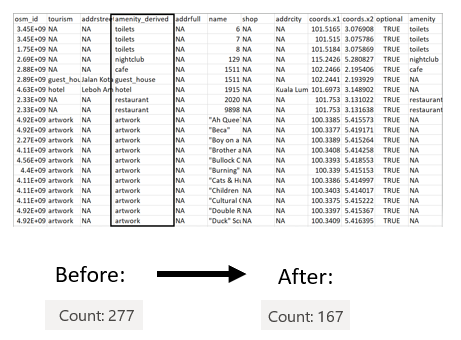 osm_id tourism addrstree amenity_derived addrfull name shop addrcity coords.x1 coords.x2 optional amenity
3.45E+09 NA NA toilets NA 6 NA NA 101.5165 3.076908 TRUE toilets
3.45E+09 NA NA toilets NA 7 NA NA 101.515 3.075786 TRUE toilets
1.75E+09 NA NA toilets NA 8 NA NA 101.5184 3.075869 TRUE toilets
2.69E+09 NA NA nightclub NA 129 NA NA 115.2426 5.280827 TRUE nightclub
2.88E+09 NA NA cafe NA 1511 NA NA 102.2466 2.195406 TRUE cafe
2.89E+09 guest_hou Jalan Kota guest_house NA 1511 NA NA 102.2441 2.193929 TRUE NA
4.63E+09 hotel Leboh Am hotel NA 1915 NA Kuala Lum 101.6973 3.148902 TRUE NA
2.33E+09 NA NA restaurant NA 2020 NA NA 101.753 3.131022 TRUE restaurant
2.33E+09 NA NA restaurant NA 9898 NA NA 101.753 3.131638 TRUE restaurant
4.92E+09 artwork NA artwork NA "Ah Quee' NA NA 100.3385 5.415573 TRUE NA
4.92E+09 artwork NA artwork NA "Beca" NA NA 100.3377 5.419171 TRUE NA
2.27E+09 artwork NA artwork NA "Boy on a NA NA 100.3389 5.415264 TRUE NA
4.11E+09 artwork NA artwork NA "Brother a NA NA 100.3408 5.414258 TRUE NA
4.56E+09 artwork NA artwork NA "Bullock C NA NA 100.3393 5.418553 TRUE NA
4.4E+09 artwork NA artwork NA "Burning" NA NA 100.339 5.415153 TRUE NA
4.11E+09 artwork NA artwork NA "Cats & Hu NA NA 100.3386 5.414997 TRUE NA
4.11E+09 artwork NA artwork NA "Children NA NA 100.3403 5.414017 TRUE NA
4.11E+09 artwork NA artwork NA "Cultural NA NA 100.3375 5.415222 TRUE NA
4.92E+09 artwork NA artwork NA "Double R NA NA 100.3397 5.415367 TRUE NA
4.92E+09 artwork NA artwork NA "Duck" Sc NA NA 100.3409 5.416395 TRUE NA
Before: After:
Count: 277 Count: 167